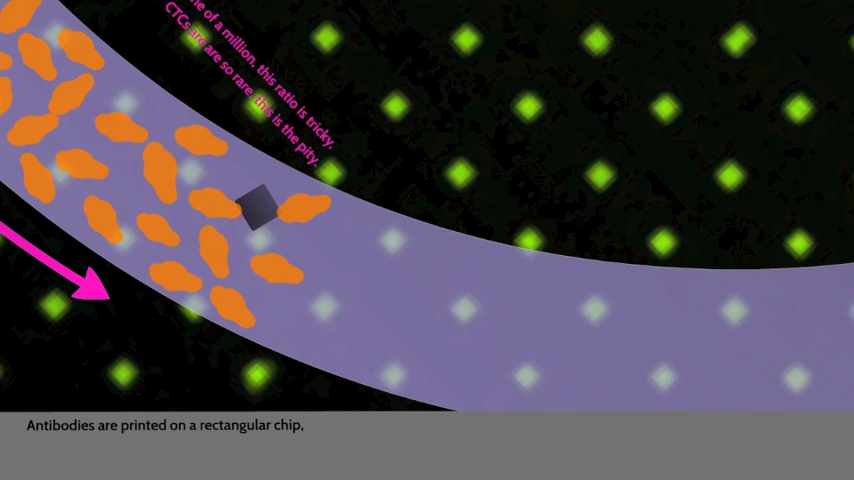 ne of a million, this ratio is tricky.
CTCs are are so rare, this is the pity.
Antibodies are printed on a rectangular chip,